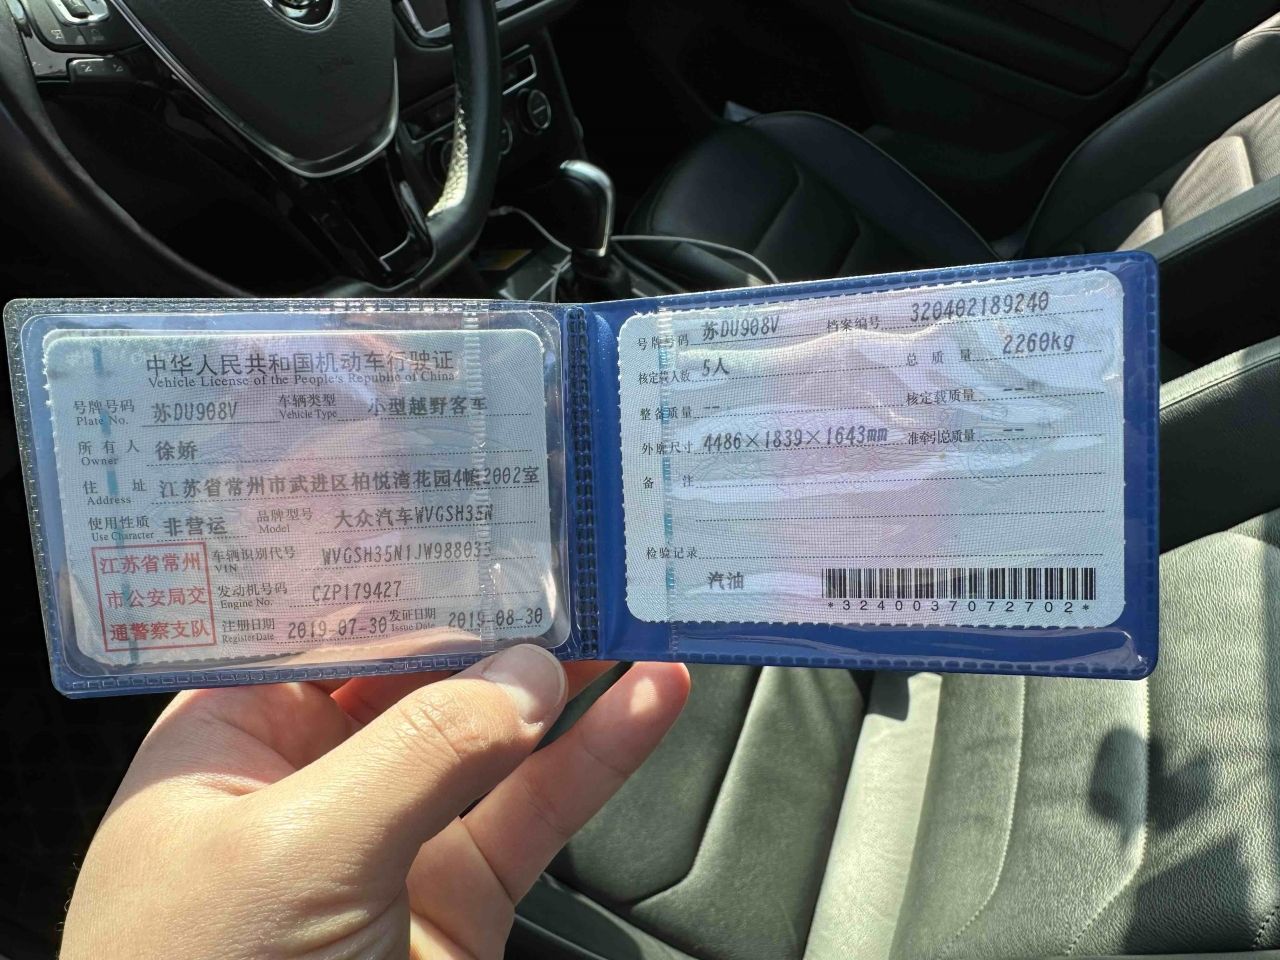 中华人民共和国机动车行驶证
Vehicle License of the People's Republic of China
号牌号码 苏DU908V 车辆类型 小型越野客车
Plate No. Vehicle Type
所有人 徐娇
Owner
住址 江苏省常州市武进区柏悦湾花园4幢2002室
Address
使用性质 非营运 品牌型号 大众汽车WVGSH35N
Use Character Model
江苏省常州
市公安局交
通警察支队
车辆识别代号 WVGSH35N1JW988033
VIN
发动机号码 CZP179427
Engine No.
注册日期 2019-07-30 发证日期 2019-08-30
Register Date Issue Date
号牌号码 苏DU908V 档案编号 320402189240
核定载人数 5人 总质量 2260kg
整备质量 -- 核定载质量 --
外廓尺寸 4486×1839×1643mm 准牵引总质量 --
备注
检验记录
汽油
*3240037072702*